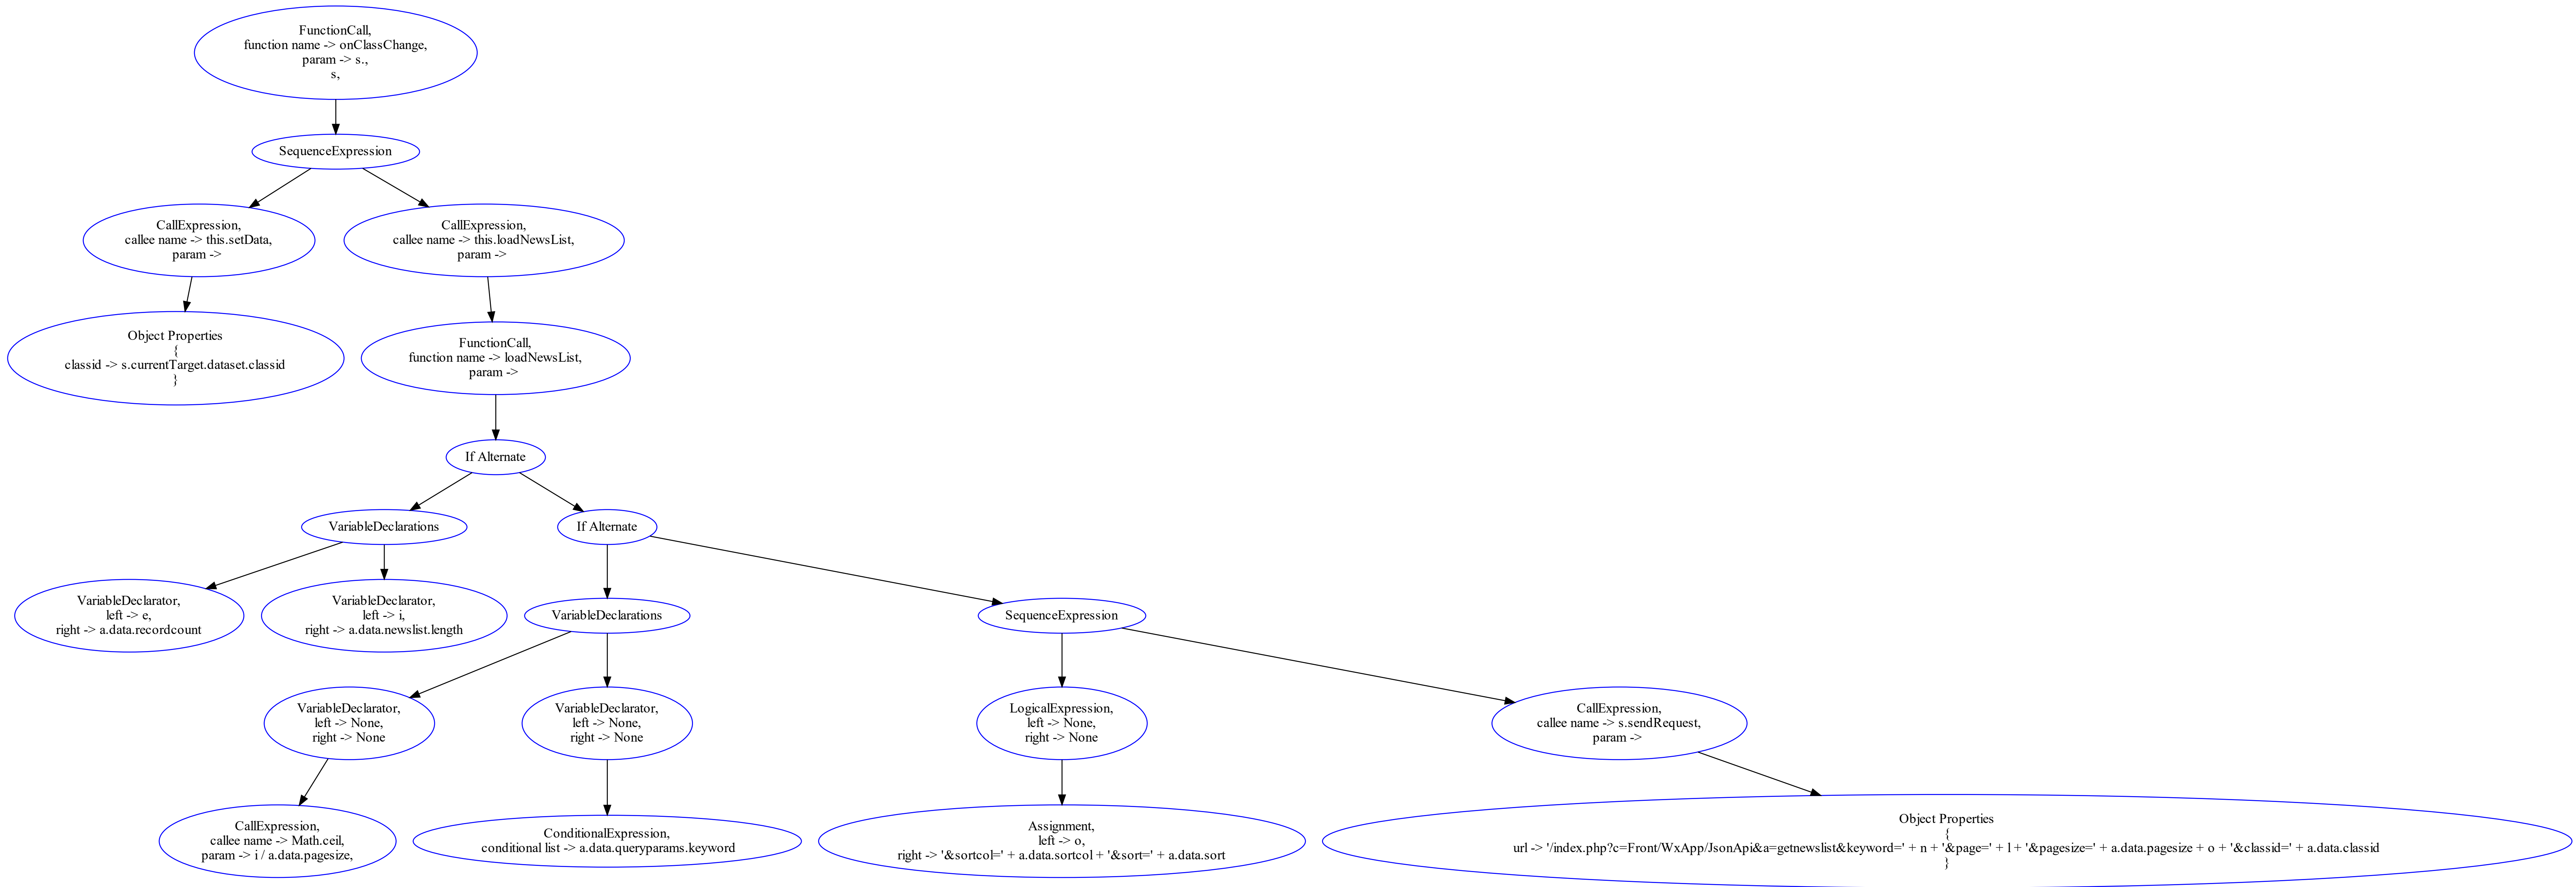 FunctionCall,
function name -> onClassChange,
param -> s.,
s,
SequenceExpression
CallExpression,
callee name -> this.setData,
param ->
CallExpression,
callee name -> this.loadNewsList,
param ->
Object Properties
{
classid -> s.currentTarget.dataset.classid
}
FunctionCall,
function name -> loadNewsList,
param ->
If Alternate
VariableDeclarations
If Alternate
VariableDeclarator,
left -> e,
right -> a.data.recordcount
VariableDeclarator,
left -> i,
right -> a.data.newslist.length
VariableDeclarations
SequenceExpression
VariableDeclarator,
left -> None,
right -> None
VariableDeclarator,
left -> None,
right -> None
LogicalExpression,
left -> None,
right -> None
CallExpression,
callee name -> s.sendRequest,
param ->
CallExpression,
callee name -> Math.ceil,
param -> i / a.data.pagesize,
ConditionalExpression,
conditional list -> a.data.queryparams.keyword
Assignment,
left -> o,
right -> '&sortcol=' + a.data.sortcol + '&sort=' + a.data.sort
Object Properties
{
url -> '/index.php?c=Front/WxApp/JsonApi&a=getnewslist&keyword=' + n + '&page=' + l + '&pagesize=' + a.data.pagesize + o + '&classid=' + a.data.classid
}